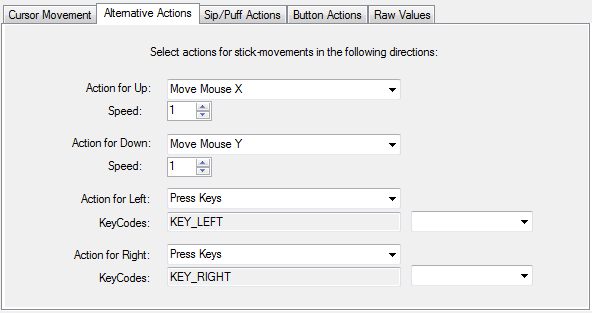 Cursor Movement Alternative Actions Sip/Puff Actions Button Actions Raw Values
Select actions for stick-movements in the following directions:
Action for Up: Move Mouse X
Speed: 1
Action for Down: Move Mouse Y
Speed: 1
Action for Left: Press Keys
KeyCodes: KEY_LEFT
Action for Right: Press Keys
KeyCodes: KEY_RIGHT